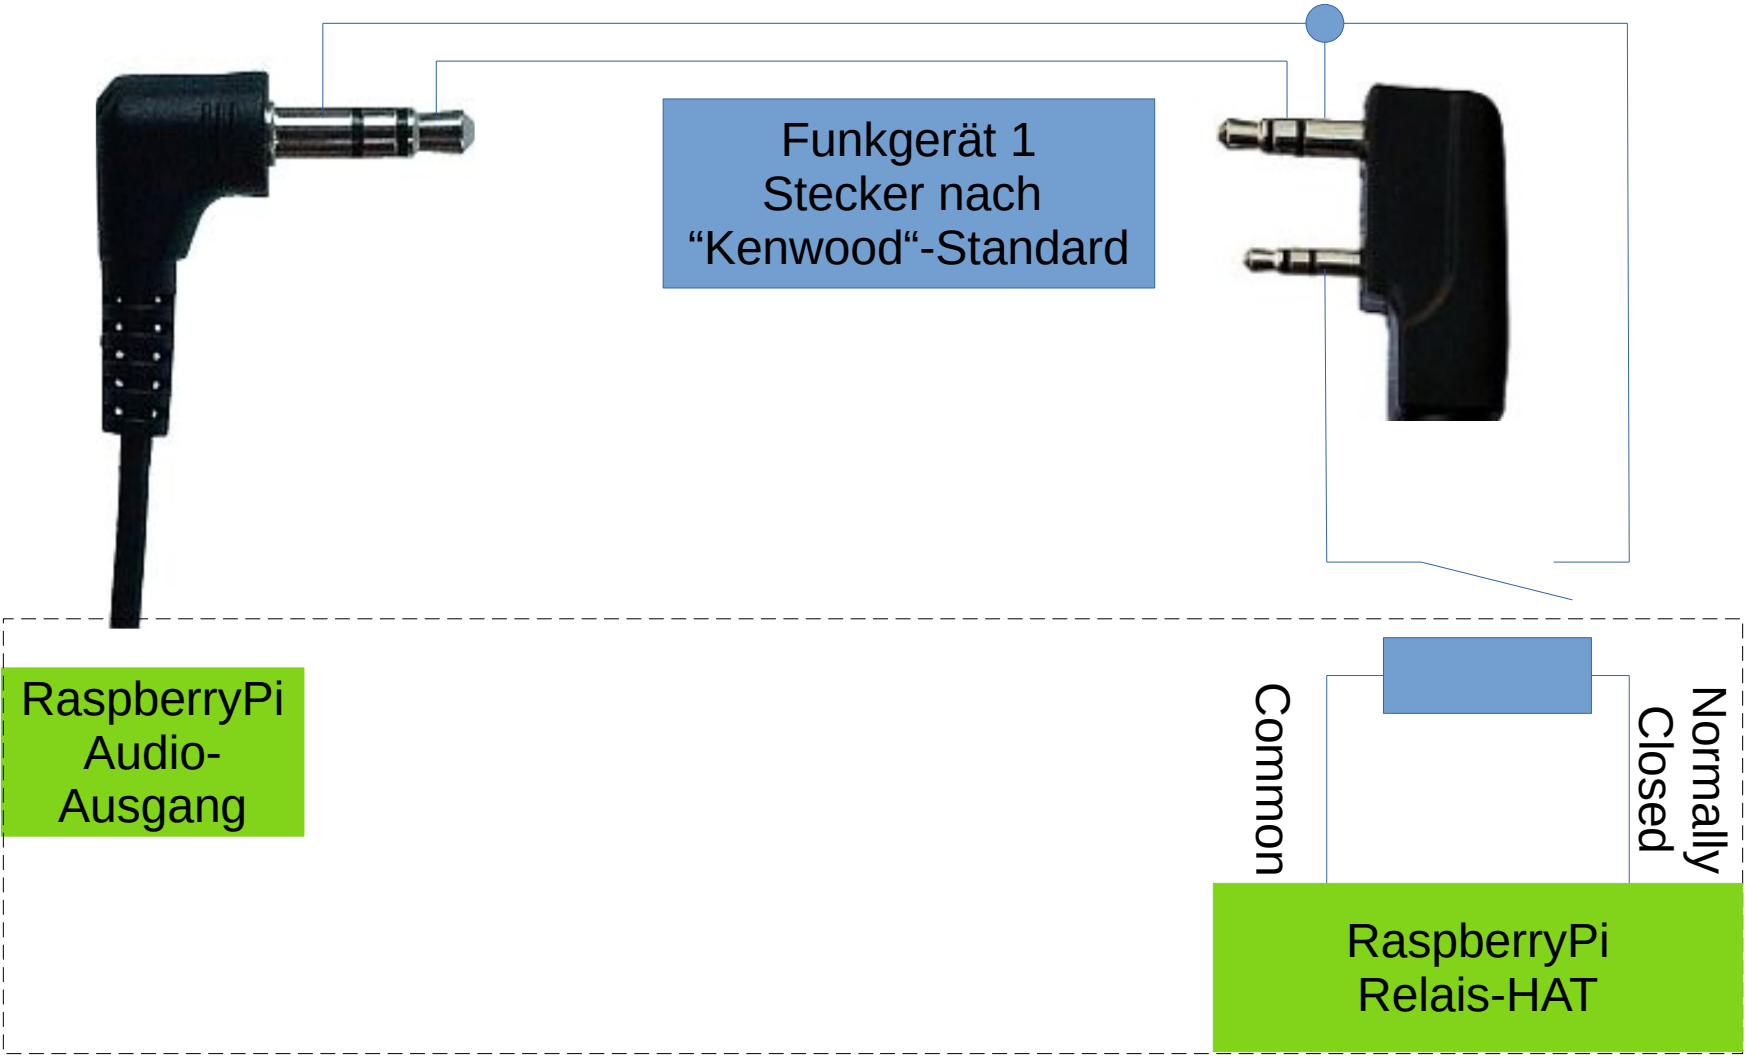 Funkgerät 1
Stecker nach
“Kenwood“-Standard
RaspberryPi
Audio-
Ausgang
Common
Normally
Closed
RaspberryPi
Relais-HAT